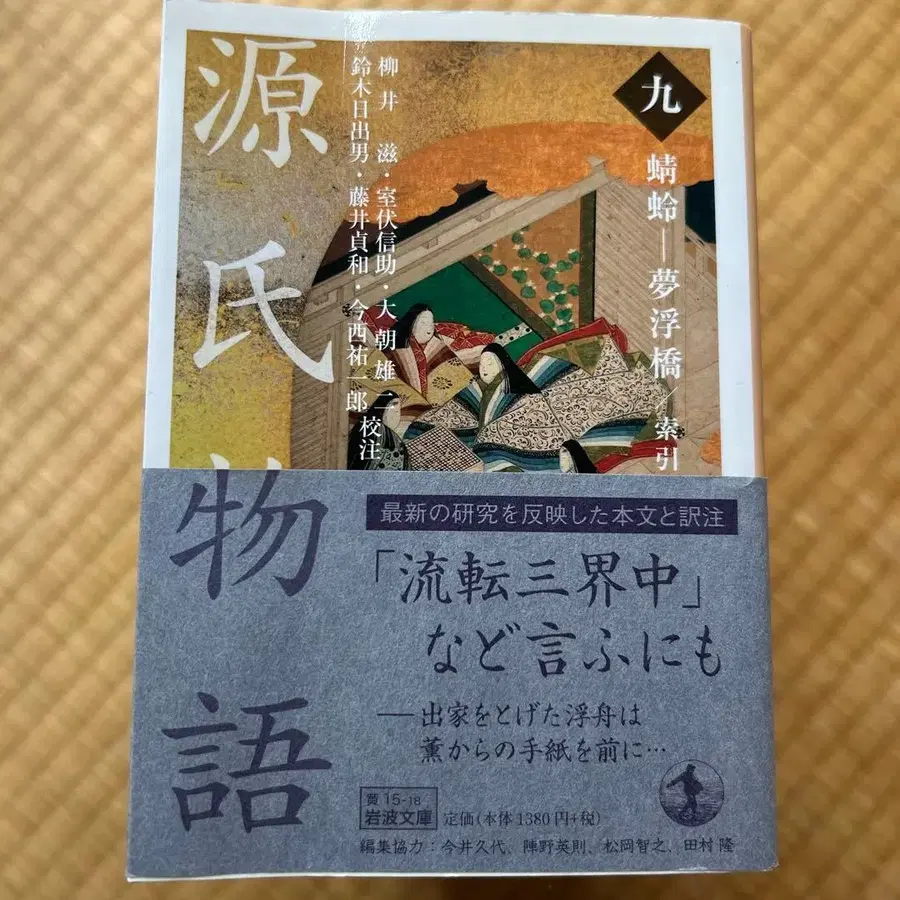 源氏物語
九
蜻蛉―夢浮橋/索引
柳井 滋・室伏信助・大朝雄二
鈴木日出男・藤井貞和・今西祐一郎 校注
最新の研究を反映した本文と訳注
「流転三界中」
など言ふにも
――出家をとげた浮舟は
薫からの手紙を前に…
黄 15-18
岩波文庫
定価(本体1380円+税)
編集協力:今井久代、陣野英則、松岡智之、田村 隆